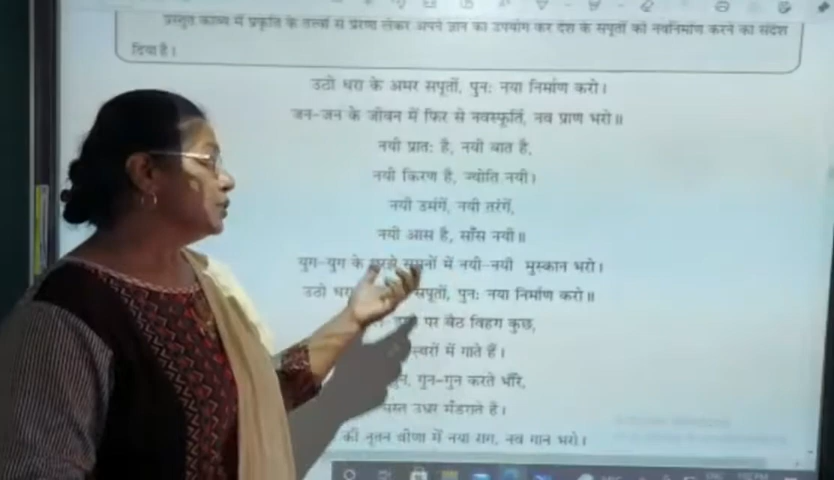 प्रस्तुत काव्य में प्रकृति के तत्वों से प्रेरणा लेकर अपने ज्ञान का उपयोग कर देश के सपूतों को नवनिर्माण करने का संदेश
दिया है।
उठो धरा के अमर सपूतों, पुनः नया निर्माण करो।
जन-जन के जीवन में फिर से नवस्फूर्ति, नव प्राण भरो॥
नयी प्रातः है, नयी बात है,
नयी किरण है, ज्योति नयी।
नयी उमंगें, नयी तरंगें,
नयी आस है, साँस नयी॥
युग-युग के मुरझे सुमनों में नयी-नयी मुस्कान भरो।
उठो धरा सपूतों, पुनः नया निर्माण करो॥
पर बैठ विहग कुछ,
स्वरों में गाते हैं।
गुन-गुन करते भौंरे,
मस्त उधर मँडराते है।
की नूतन वीणा में नया राग, नव गान भरो।